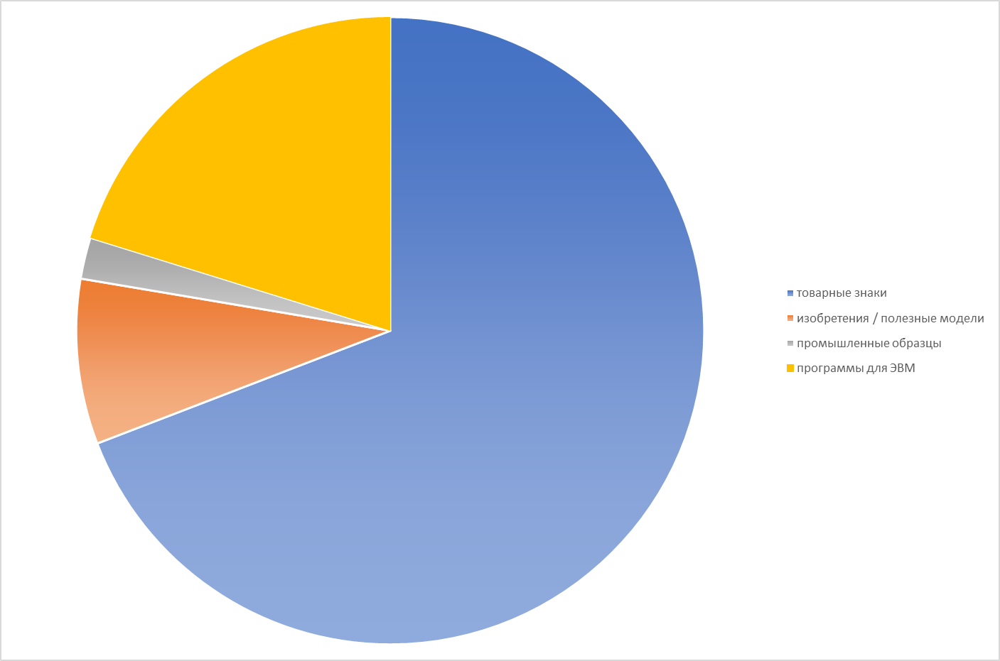 товарные знаки
изобретения / полезные модели
промышленные образцы
программы для ЭВМ